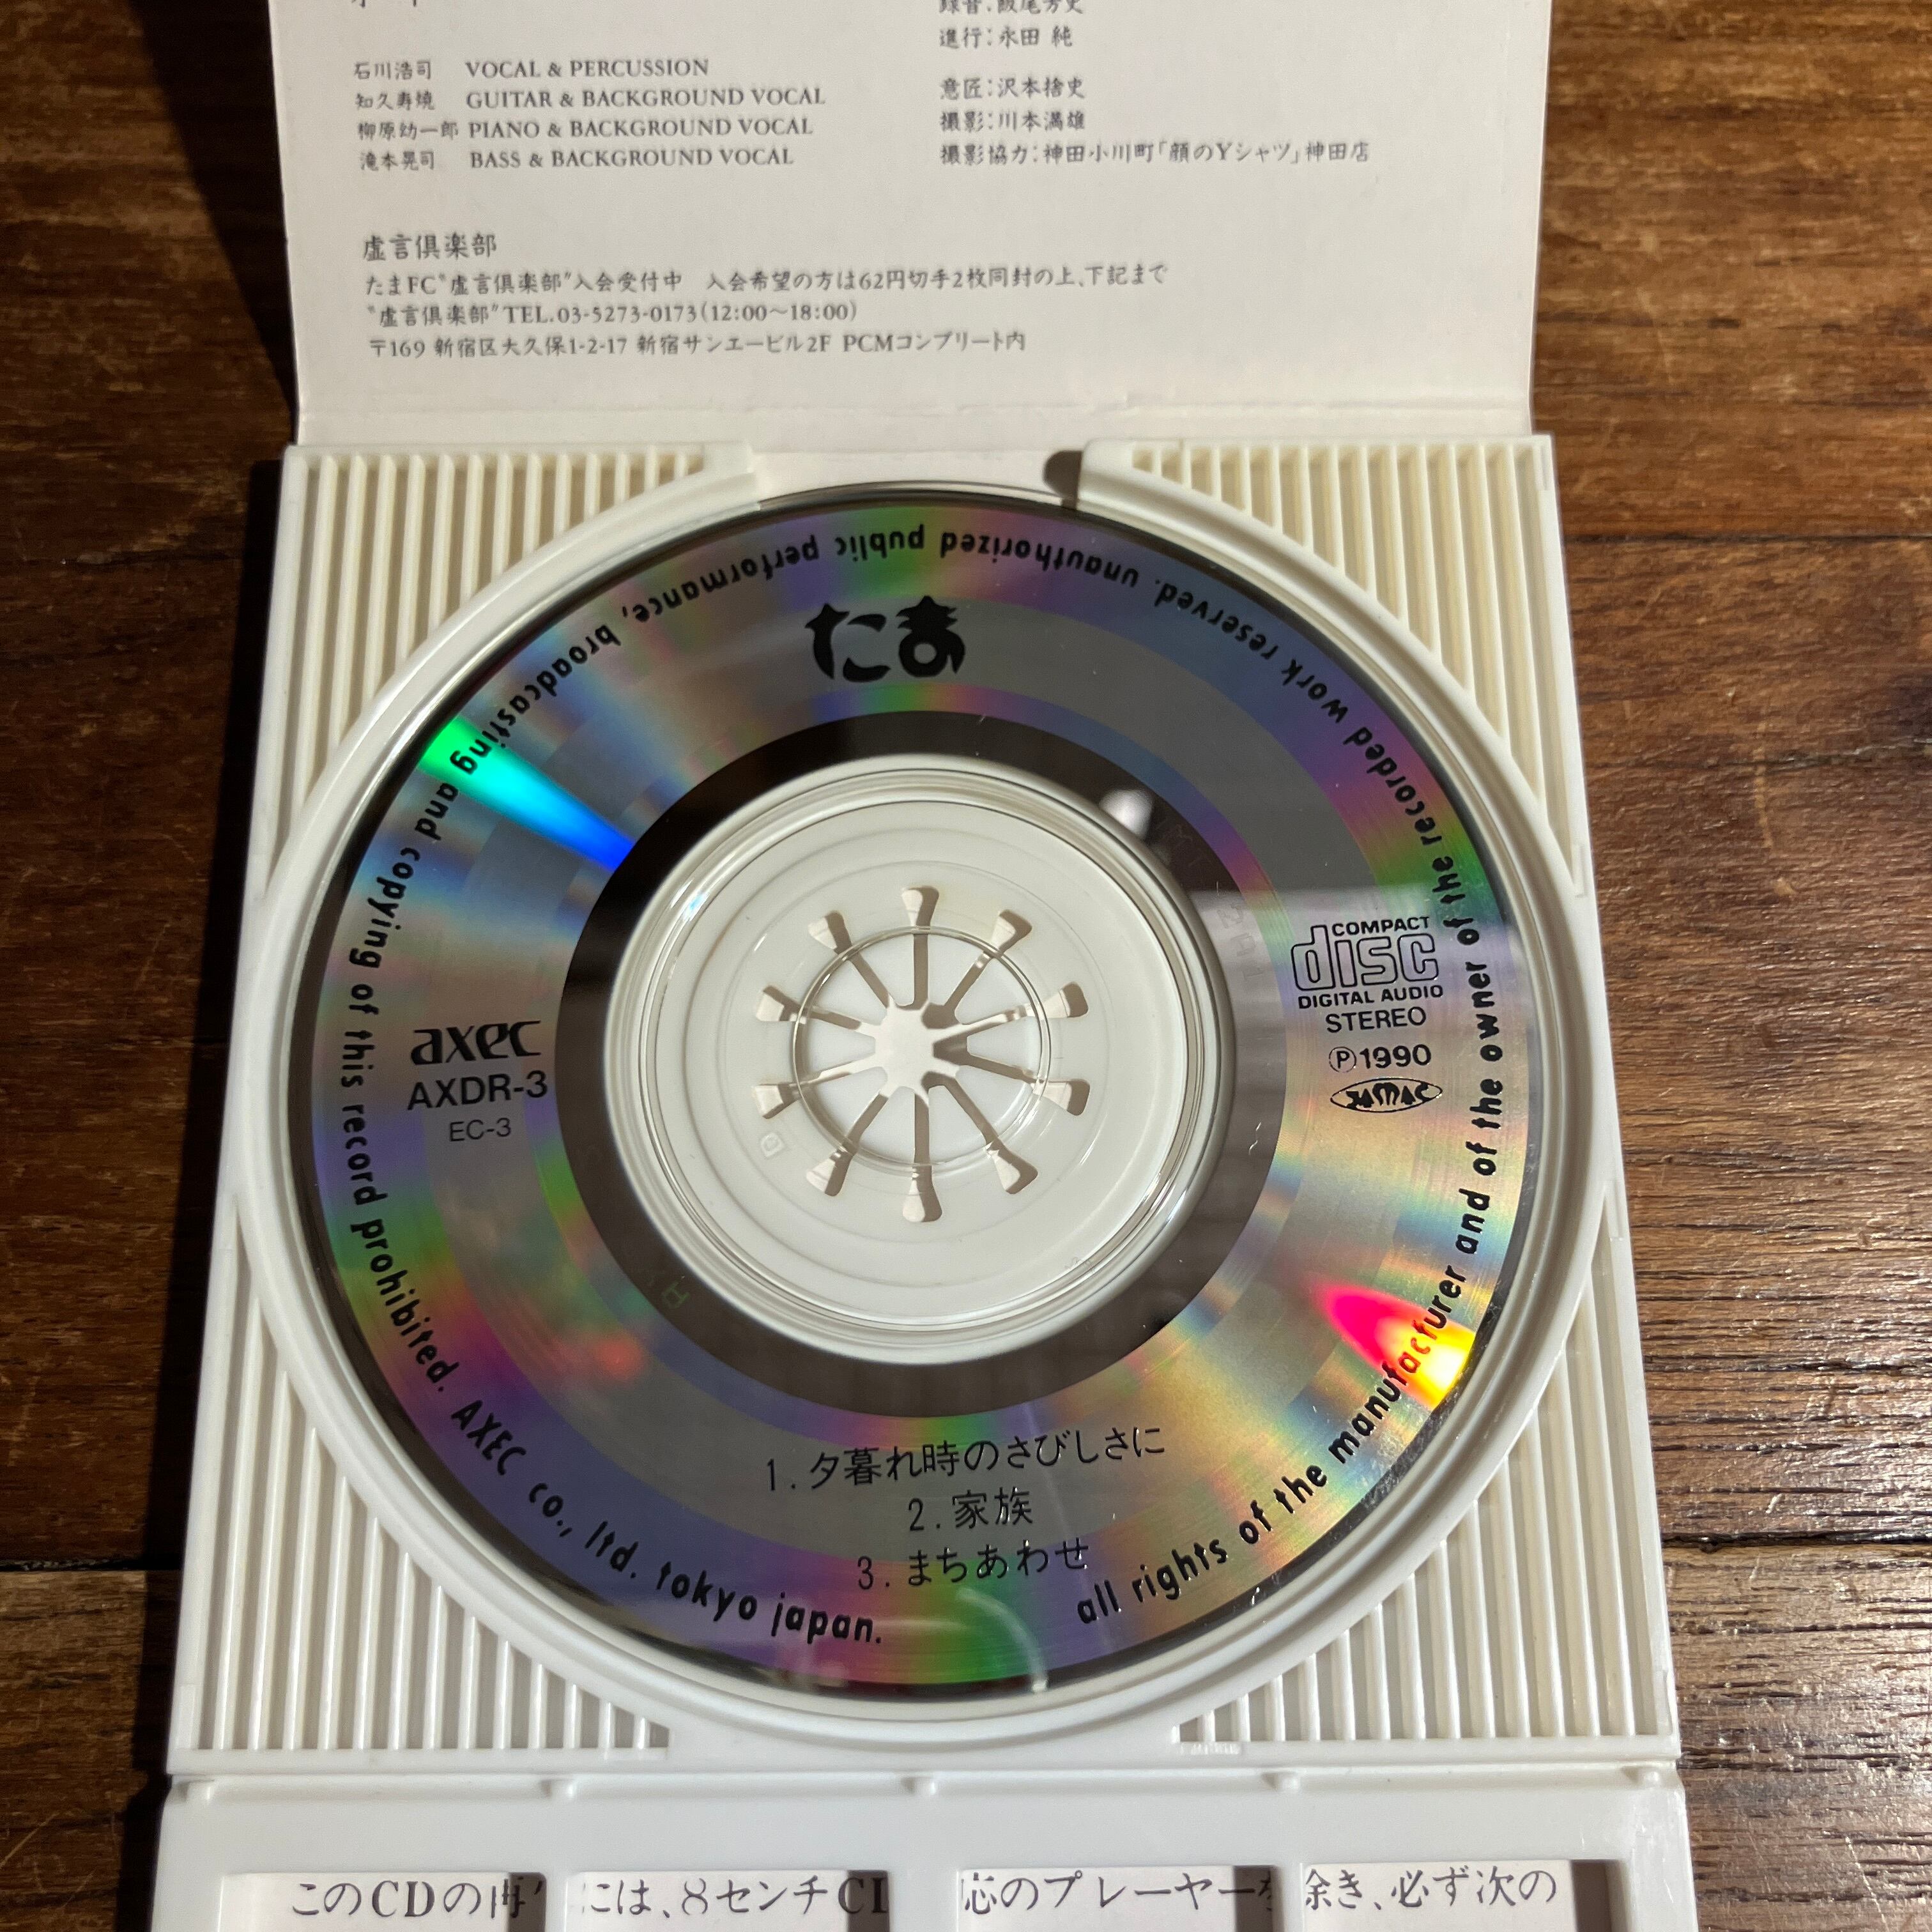 録音：飯尾芳史
進行：永田 純
石川浩司 VOCAL & PERCUSSION
知久寿焼 GUITAR & BACKGROUND VOCAL
柳原幼一郎 PIANO & BACKGROUND VOCAL
滝本晃司 BASS & BACKGROUND VOCAL
意匠：沢本捨史
撮影：川本満雄
撮影協力：神田小川町「顔のYシャツ」神田店
虚言倶楽部
たまFC"虚言倶楽部"入会受付中　入会希望の方は62円切手2枚同封の上、下記まで
"虚言倶楽部"TEL.03-5273-0173(12:00〜18:00)
〒169 新宿区大久保1-2-17 新宿サンエービル2F PCMコンプリート内
たま
COMPACT
disc
DIGITAL AUDIO
STEREO
Ⓟ1990
JAMAC
axec
AXDR-3
EC-3
1.夕暮れ時のさびしさに
2.家族
3.まちあわせ
all rights of the manufacturer and of the owner of the recorded work reserved. unauthorized public performance, broadcasting and copying of this record prohibited. AXEC co., ltd. tokyo japan.
このCDの再 には、8センチCD 応のプレーヤーを 除き、必ず次の